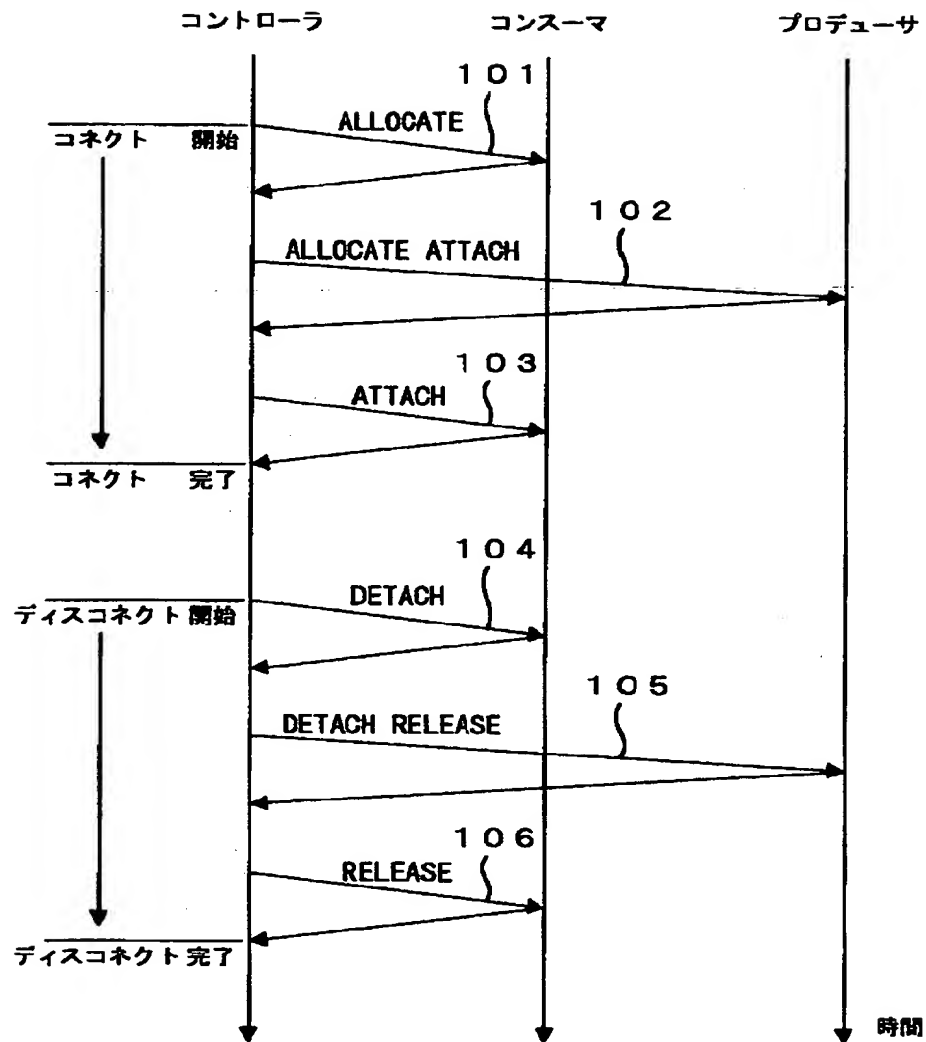 コントローラ
コンスーマ
プロデューサ
101
ALLOCATE
コネクト 開始
102
ALLOCATE ATTACH
103
ATTACH
コネクト 完了
104
DETACH
ディスコネクト 開始
105
DETACH RELEASE
106
RELEASE
ディスコネクト 完了
時間